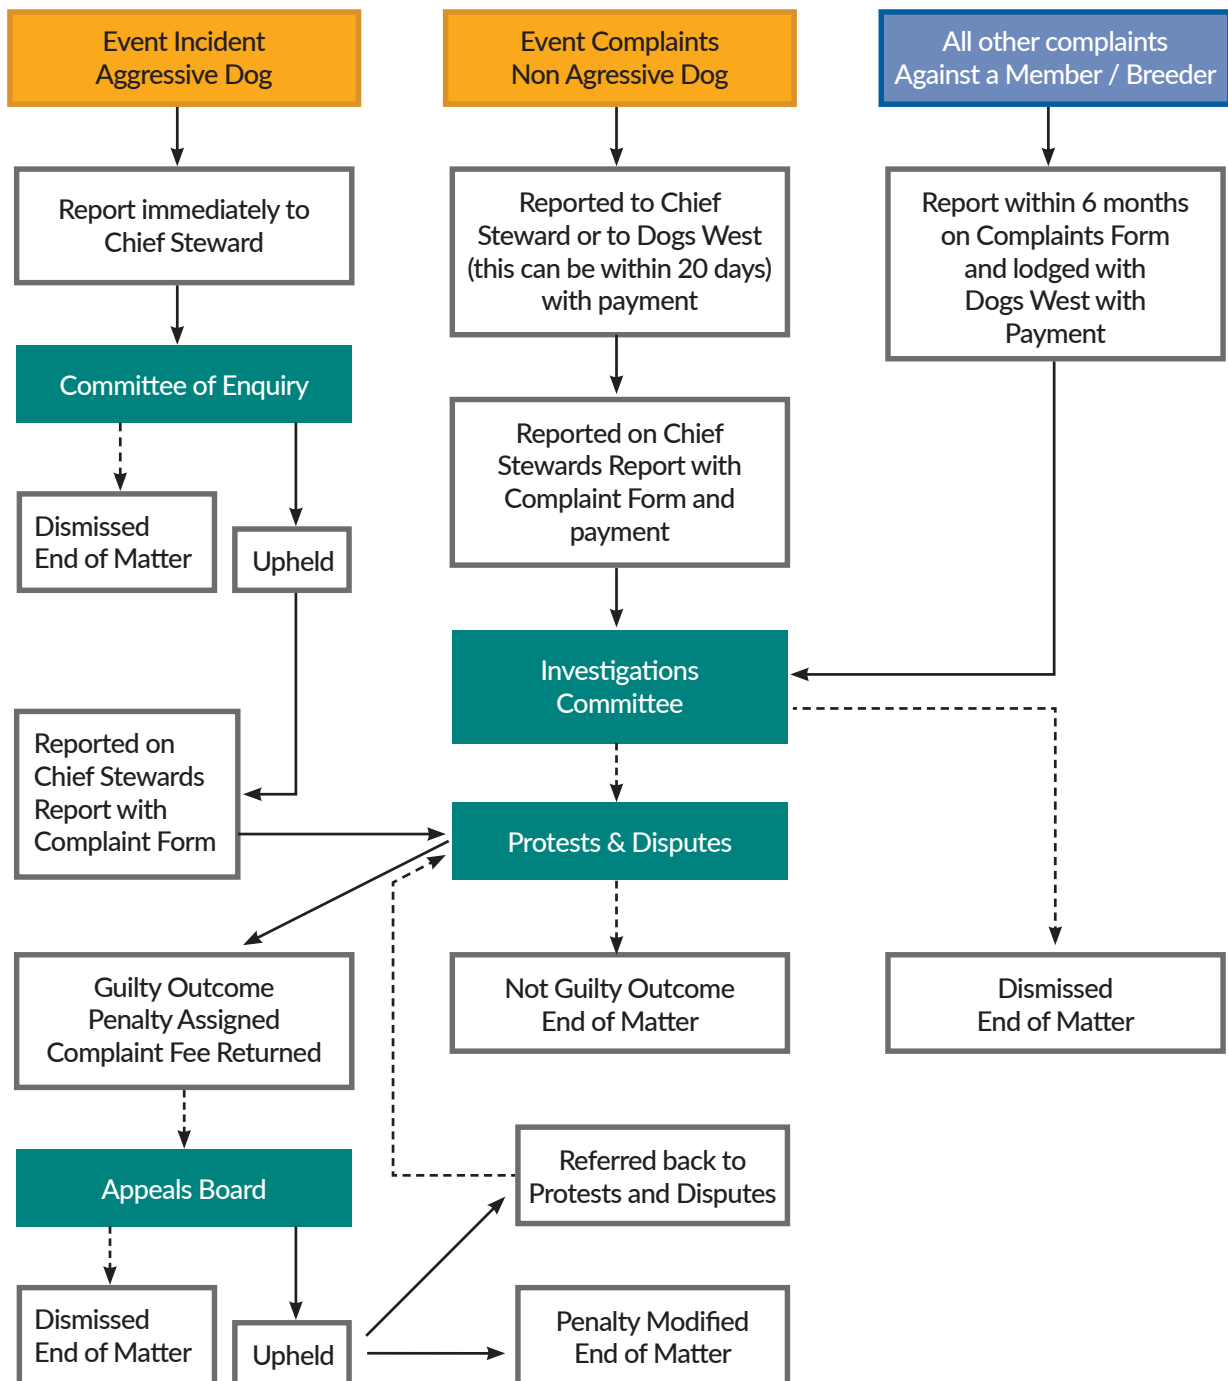 Event Incident
Aggressive Dog
Event Complaints
Non Agressive Dog
All other complaints
Against a Member / Breeder
Report immediately to
Chief Steward
Reported to Chief
Steward or to Dogs West
(this can be within 20 days)
with payment
Report within 6 months
on Complaints Form
and lodged with
Dogs West with
Payment
Committee of Enquiry
Reported on Chief
Stewards Report with
Complaint Form and
payment
Dismissed
End of Matter
Upheld
Investigations
Committee
Reported on
Chief Stewards
Report with
Complaint Form
Protests & Disputes
Guilty Outcome
Penalty Assigned
Complaint Fee Returned
Not Guilty Outcome
End of Matter
Dismissed
End of Matter
Appeals Board
Referred back to
Protests and Disputes
Dismissed
End of Matter
Upheld
Penalty Modified
End of Matter